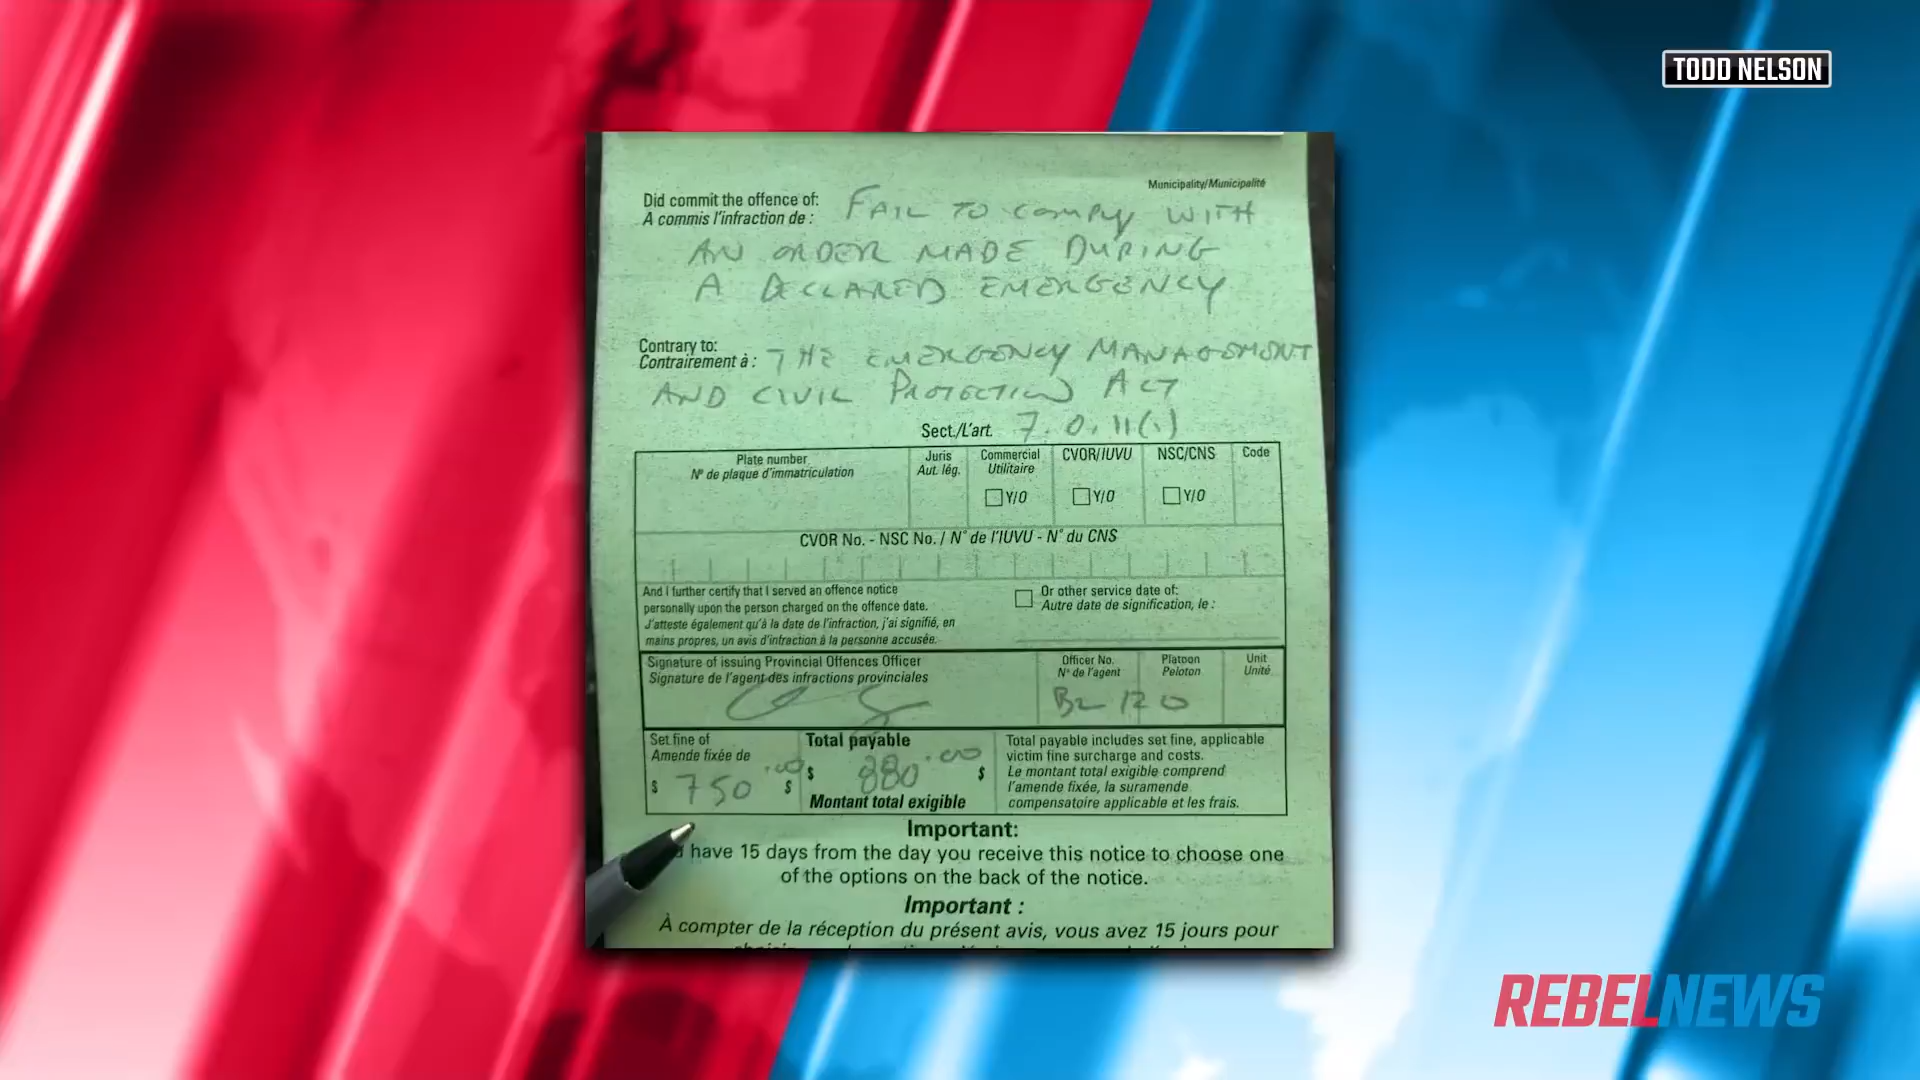 TODD NELSON
Municipality/Municipalité
Did commit the offence of: FAIL TO COMPLY WITH
A commis l'infraction de :
AN ORDER MADE DURING
A DECLARED EMERGENCY
Contrary to:
Contrairement à : THE EMERGENCY MANAGEMENT
AND CIVIL PROTECTION ACT
Sect./L'art. 7.0.11(1)
Plate number
N° de plaque d'immatriculation
Juris
Aut. lég.
Commercial
Utilitaire
Y/O
CVOR/IUVU
Y/O
NSC/CNS
Y/O
Code
CVOR No. - NSC No. / N° de l'IUVU - N° du CNS
And I further certify that I served an offence notice
personally upon the person charged on the offence date.
J'atteste également qu'à la date de l'infraction, j'ai signifié, en
mains propres, un avis d'infraction à la personne accusée.
Or other service date of:
Autre date de signification, le :
Signature of issuing Provincial Offences Officer
Signature de l'agent des infractions provinciales
Officer No.
N° de l'agent
Platoon
Peloton
Unit
Unité
Set fine of
Amende fixée de
$ 750.00 $
Total payable
$ 880.00 $
Montant total exigible
Total payable includes set fine, applicable
victim fine surcharge and costs.
Le montant total exigible comprend
l'amende fixée, la suramende
compensatoire applicable et les frais.
Important:
have 15 days from the day you receive this notice to choose one
of the options on the back of the notice.
Important :
À compter de la réception du présent avis, vous avez 15 jours pour
REBELNEWS